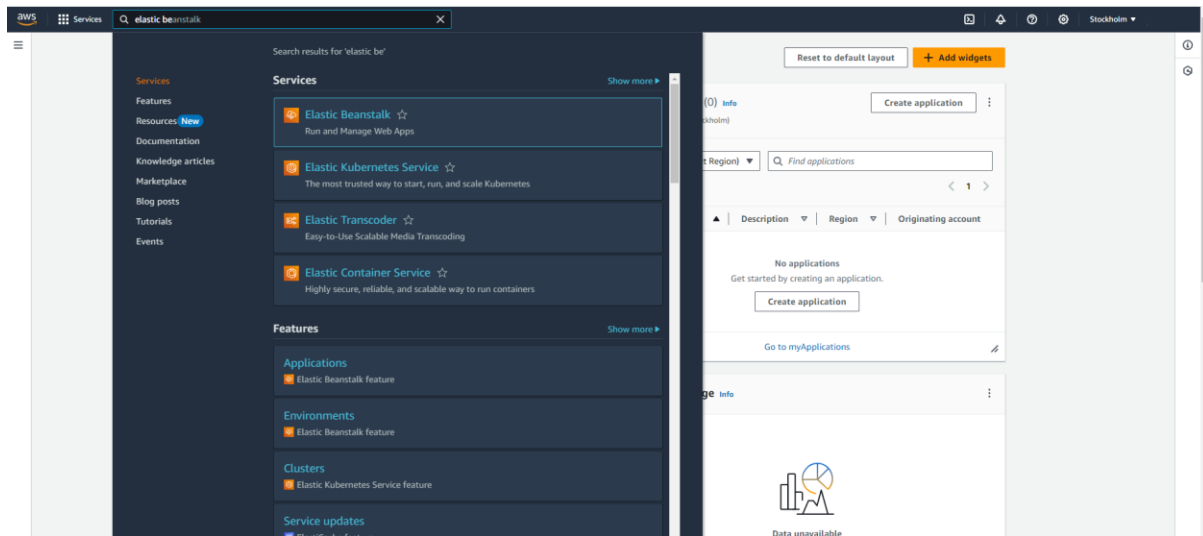 aws
Services
elastic beanstalk
Stockholm
Search results for 'elastic be'
Services
Features
Resources New
Documentation
Knowledge articles
Marketplace
Blog posts
Tutorials
Events
Services
Show more
Elastic Beanstalk
Run and Manage Web Apps
Elastic Kubernetes Service
The most trusted way to start, run, and scale Kubernetes
Elastic Transcoder
Easy-to-Use Scalable Media Transcoding
Elastic Container Service
Highly secure, reliable, and scalable way to run containers
Features
Show more
Applications
Elastic Beanstalk feature
Environments
Elastic Beanstalk feature
Clusters
Elastic Kubernetes Service feature
Service updates
Reset to default layout
+ Add widgets
(0) Info
Create application
ckholm)
t Region)
Find applications
1
Description
Region
Originating account
No applications
Get started by creating an application.
Create application
Go to myApplications
ge Info
Data unavailable